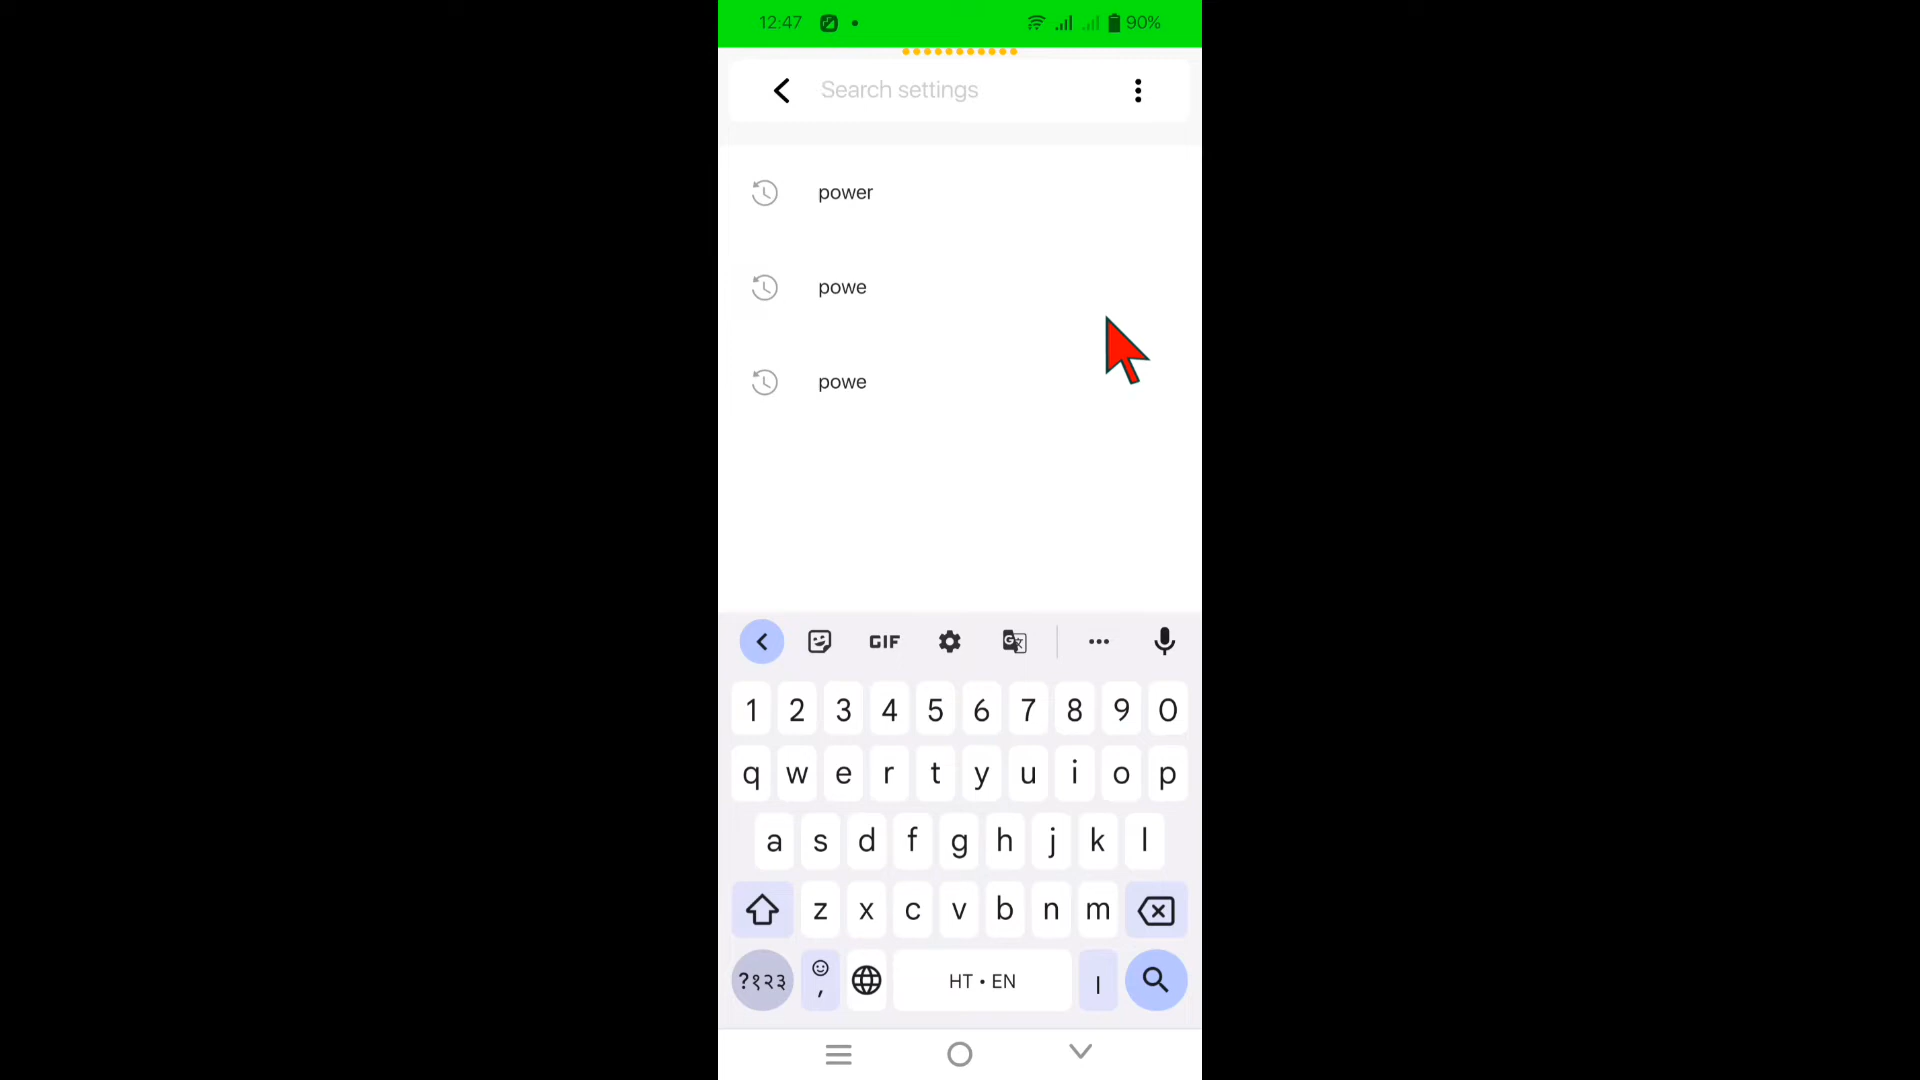 12:47
90%
Search settings
power
powe
powe
GIF
1 2 3 4 5 6 7 8 9 0
q w e r t y u i o p
a s d f g h j k l
z x c v b n m
?१२३ , HT • EN ।